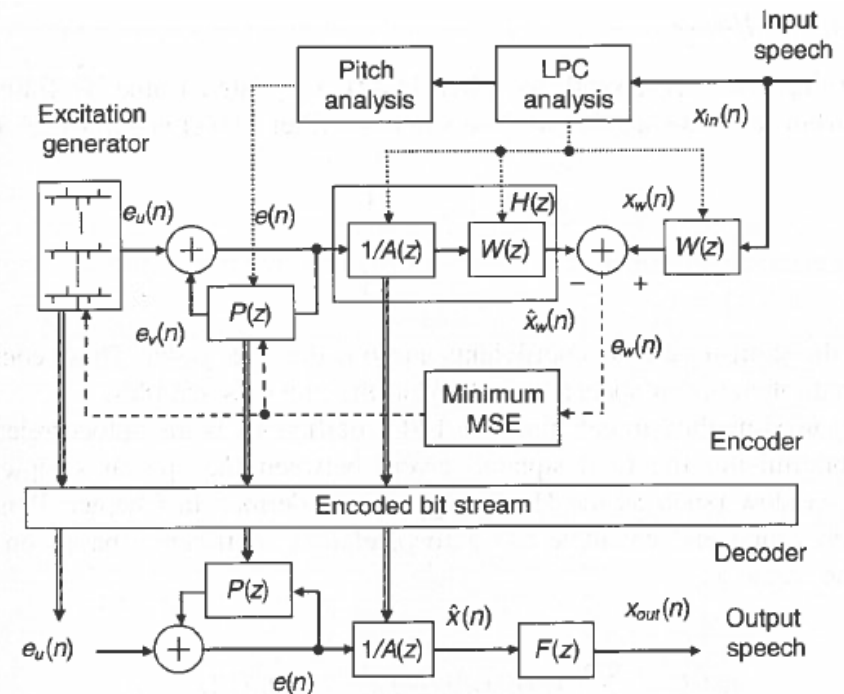 Input
speech
Pitch
analysis
LPC
analysis
x_in(n)
Excitation
generator
e_u(n)
e(n)
H(z)
x_w(n)
+
1/A(z)
W(z)
+
W(z)
−
+
P(z)
e_v(n)
x̂_w(n)
e_w(n)
Minimum
MSE
Encoder
Encoded bit stream
Decoder
P(z)
x̂(n)
x_out(n)
Output
speech
e_u(n)
+
1/A(z)
F(z)
e(n)